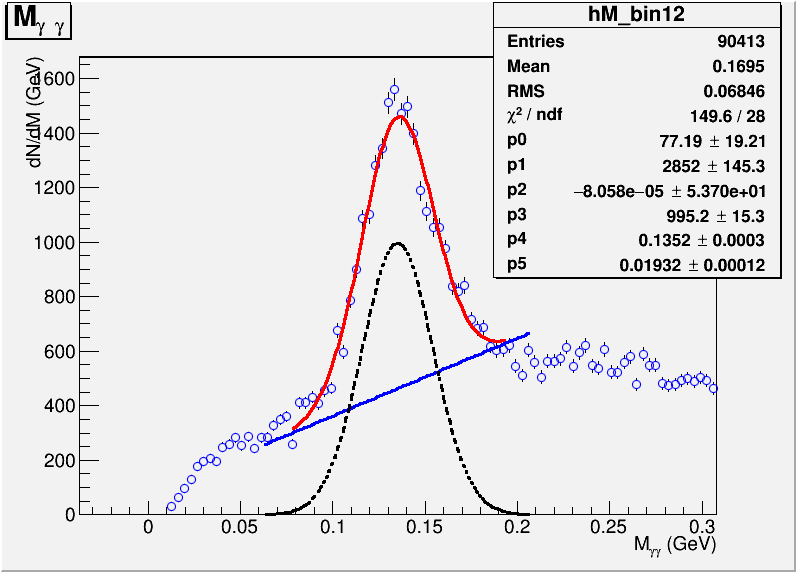 M γ γ
hM_bin12
Entries 90413
Mean 0.1695
RMS 0.06846
χ² / ndf 149.6 / 28
p0 77.19 ± 19.21
p1 2852 ± 145.3
p2 −8.058e−05 ± 5.370e+01
p3 995.2 ± 15.3
p4 0.1352 ± 0.0003
p5 0.01932 ± 0.00012
dN/dM (GeV)
1600
1400
1200
1000
800
600
400
200
0
0 0.05 0.1 0.15 0.2 0.25 0.3
M γγ (GeV)